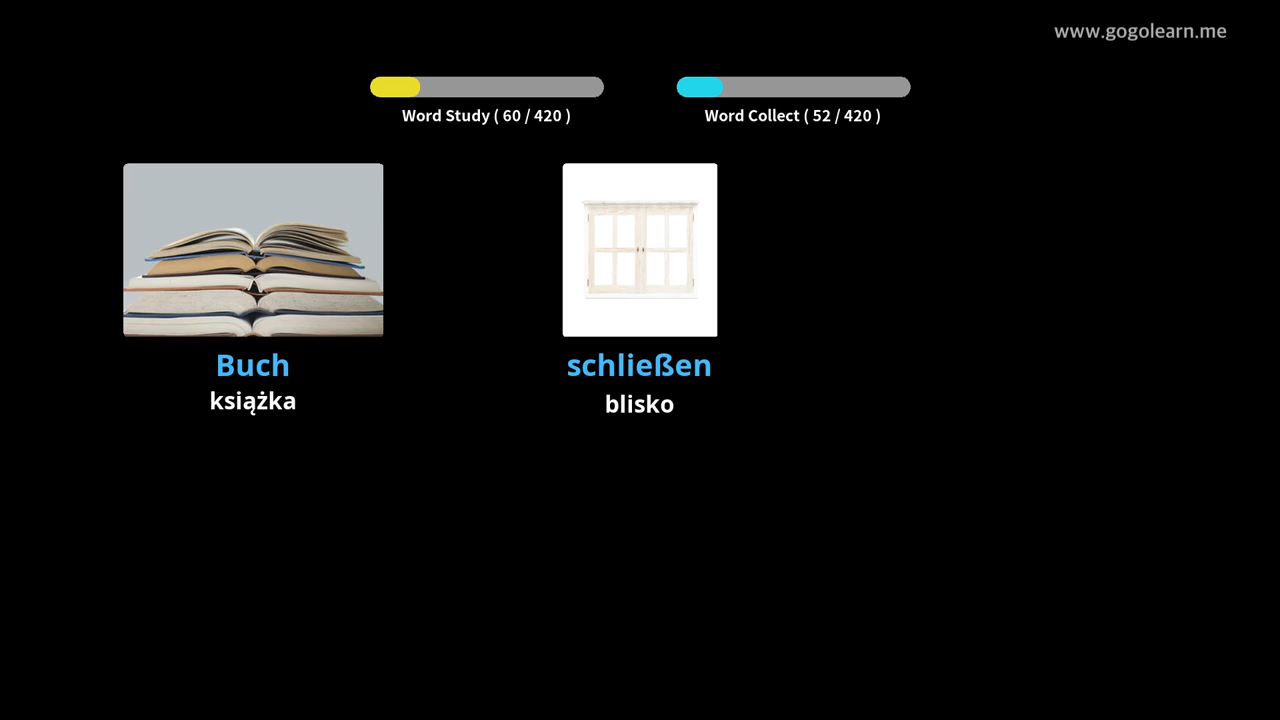 www.gogolearn.me
Word Study ( 60 / 420 )
Word Collect ( 52 / 420 )
Buch
książka
schließen
blisko